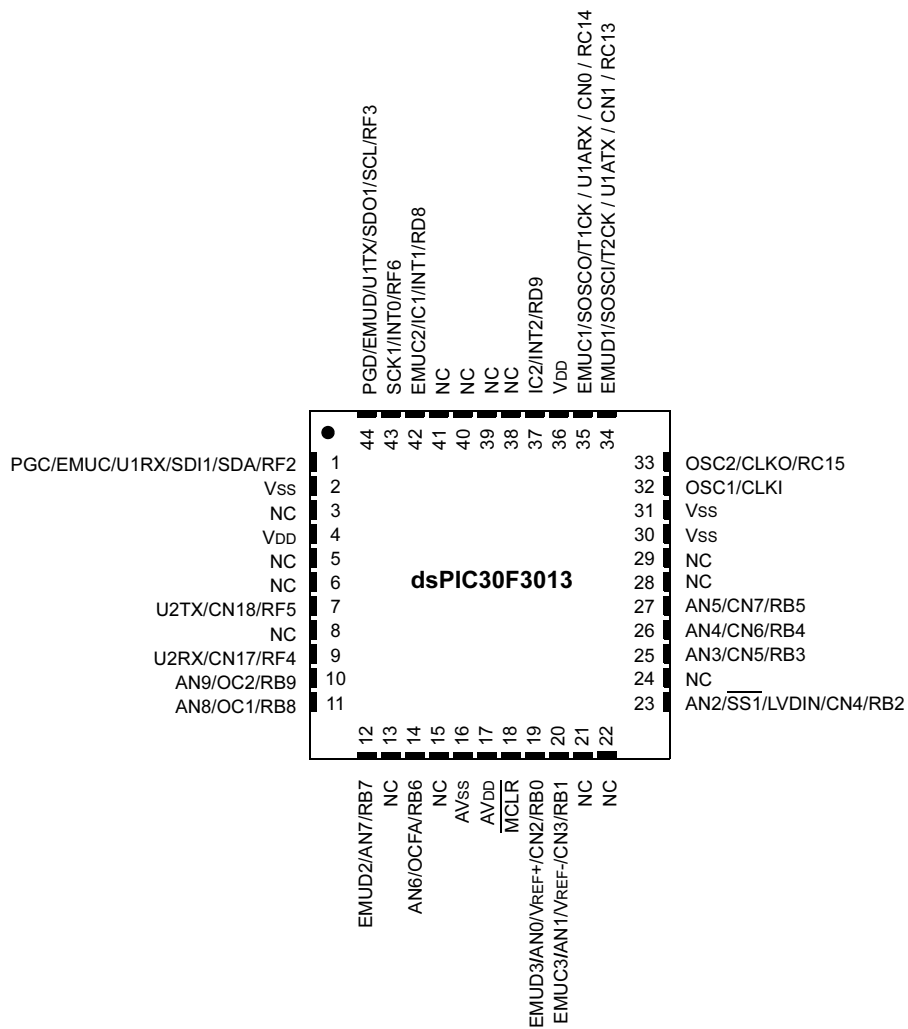 PGD/EMUD/U1TX/SDO1/SCL/RF3
SCK1/INT0/RF6
EMUC2/IC1/INT1/RD8
NC
NC
NC
NC
IC2/INT2/RD9
VDD
EMUC1/SOSCO/T1CK / U1ARX / CN0 / RC14
EMUD1/SOSCI/T2CK / U1ATX / CN1 / RC13
44
43
42
41
40
39
38
37
36
35
34
PGC/EMUC/U1RX/SDI1/SDA/RF2 1
VSS 2
NC 3
VDD 4
NC 5
NC 6
U2TX/CN18/RF5 7
NC 8
U2RX/CN17/RF4 9
AN9/OC2/RB9 10
AN8/OC1/RB8 11
dsPIC30F3013
33 OSC2/CLKO/RC15
32 OSC1/CLKI
31 VSS
30 VSS
29 NC
28 NC
27 AN5/CN7/RB5
26 AN4/CN6/RB4
25 AN3/CN5/RB3
24 NC
23 AN2/SS1/LVDIN/CN4/RB2
12
13
14
15
16
17
18
19
20
21
22
EMUD2/AN7/RB7
NC
AN6/OCFA/RB6
NC
AVSS
AVDD
MCLR
EMUD3/AN0/VREF+/CN2/RB0
EMUC3/AN1/VREF-/CN3/RB1
NC
NC